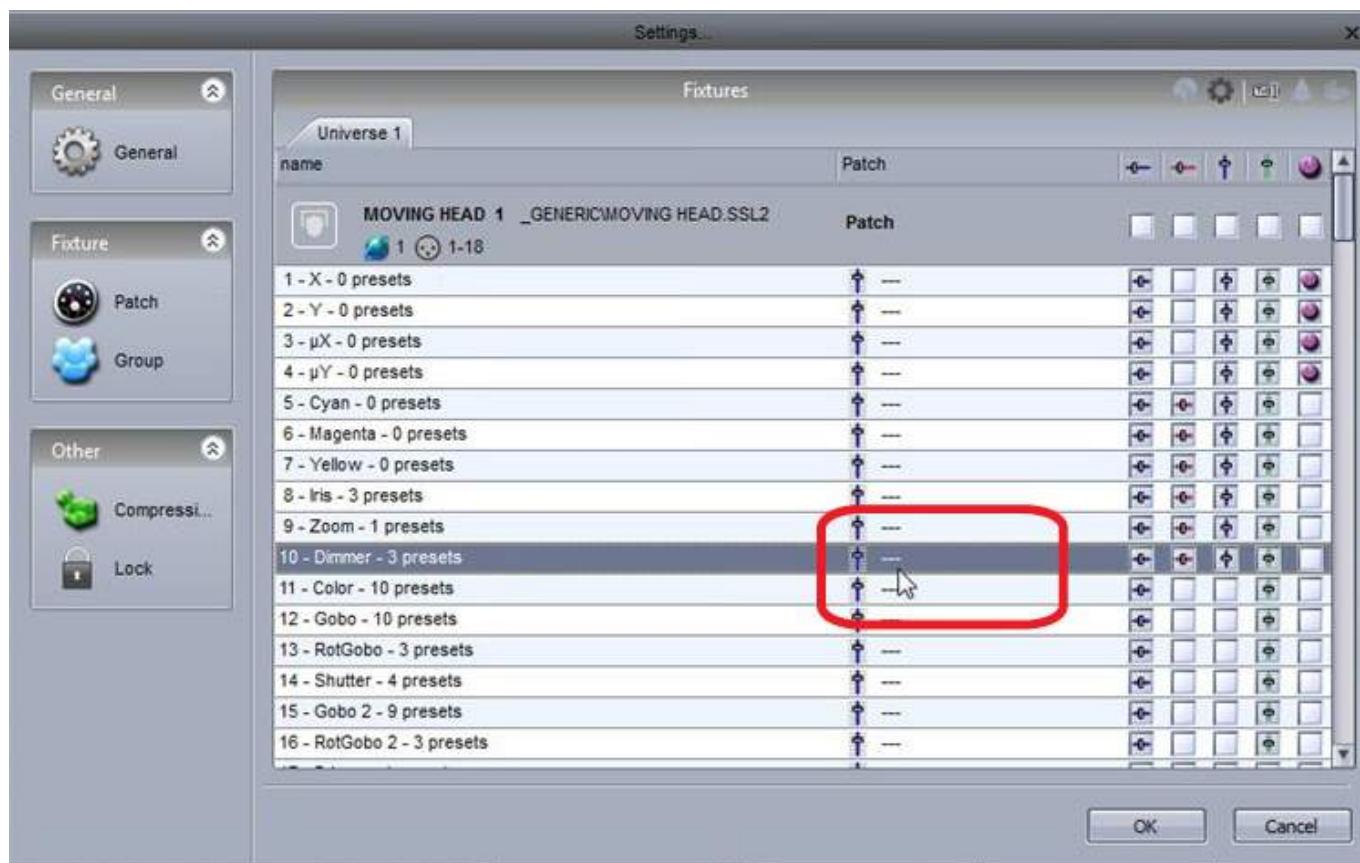 Settings...
General
General
Fixture
Patch
Group
Other
Compressi...
Lock
Fixtures
Universe 1
name Patch
MOVING HEAD 1 _GENERIC\MOVING HEAD.SSL2 Patch
1 1-18
1 - X - 0 presets ---
2 - Y - 0 presets ---
3 - µX - 0 presets ---
4 - µY - 0 presets ---
5 - Cyan - 0 presets ---
6 - Magenta - 0 presets ---
7 - Yellow - 0 presets ---
8 - Iris - 3 presets ---
9 - Zoom - 1 presets ---
10 - Dimmer - 3 presets ---
11 - Color - 10 presets ---
12 - Gobo - 10 presets ---
13 - RotGobo - 3 presets ---
14 - Shutter - 4 presets ---
15 - Gobo 2 - 9 presets ---
16 - RotGobo 2 - 3 presets ---
OK Cancel